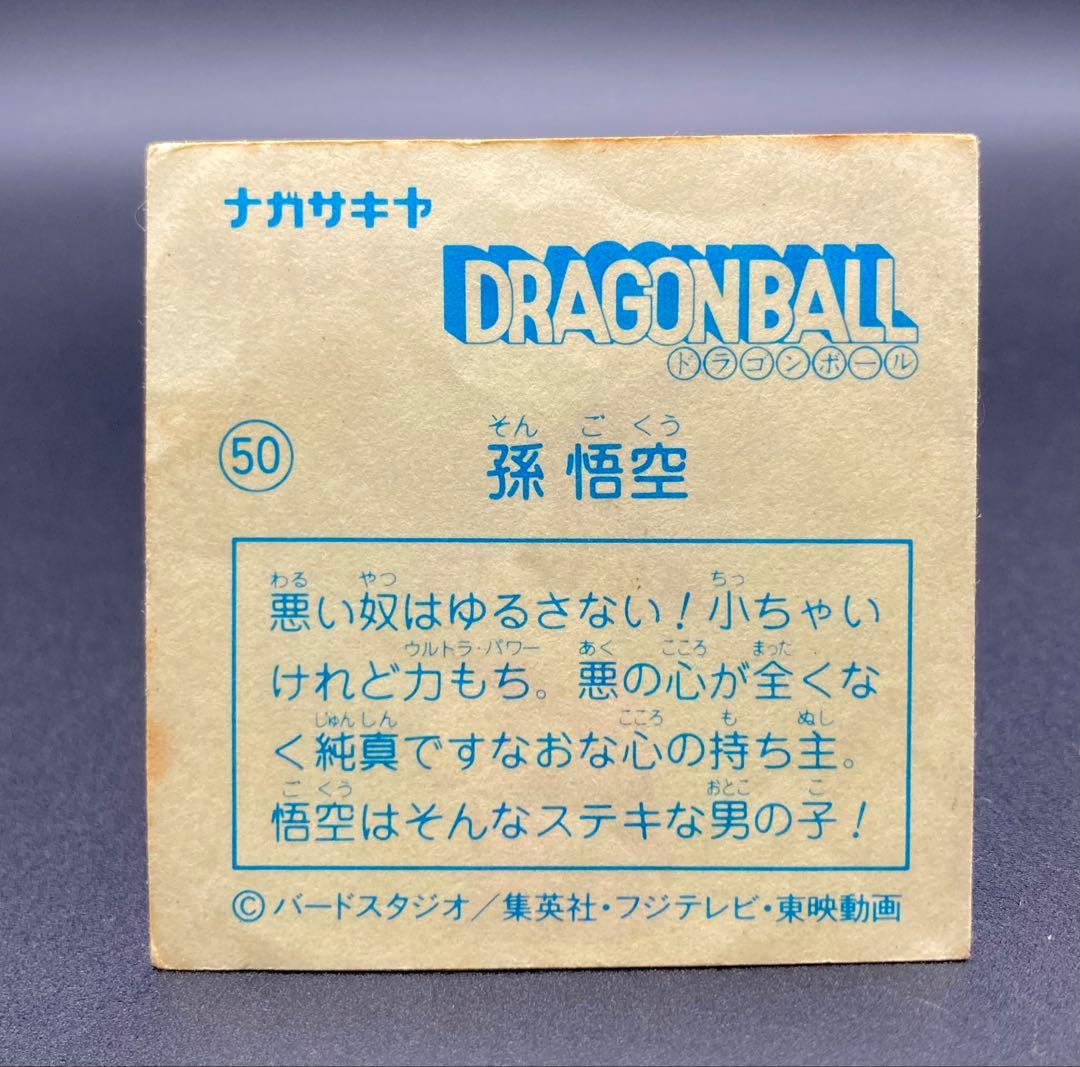 ナガサキヤ
DRAGON BALL
ドラゴンボール
50
そん ご くう
孫 悟空
わる やつ ちっ
悪い奴はゆるさない！小ちゃい
ウルトラ・パワー あく こころ まった
けれど力もち。悪の心が全くな
じゅんしん こころ も ぬし
く純真ですなおな心の持ち主。
ご くう おとこ こ
悟空はそんなステキな男の子！
©バードスタジオ／集英社・フジテレビ・東映動画